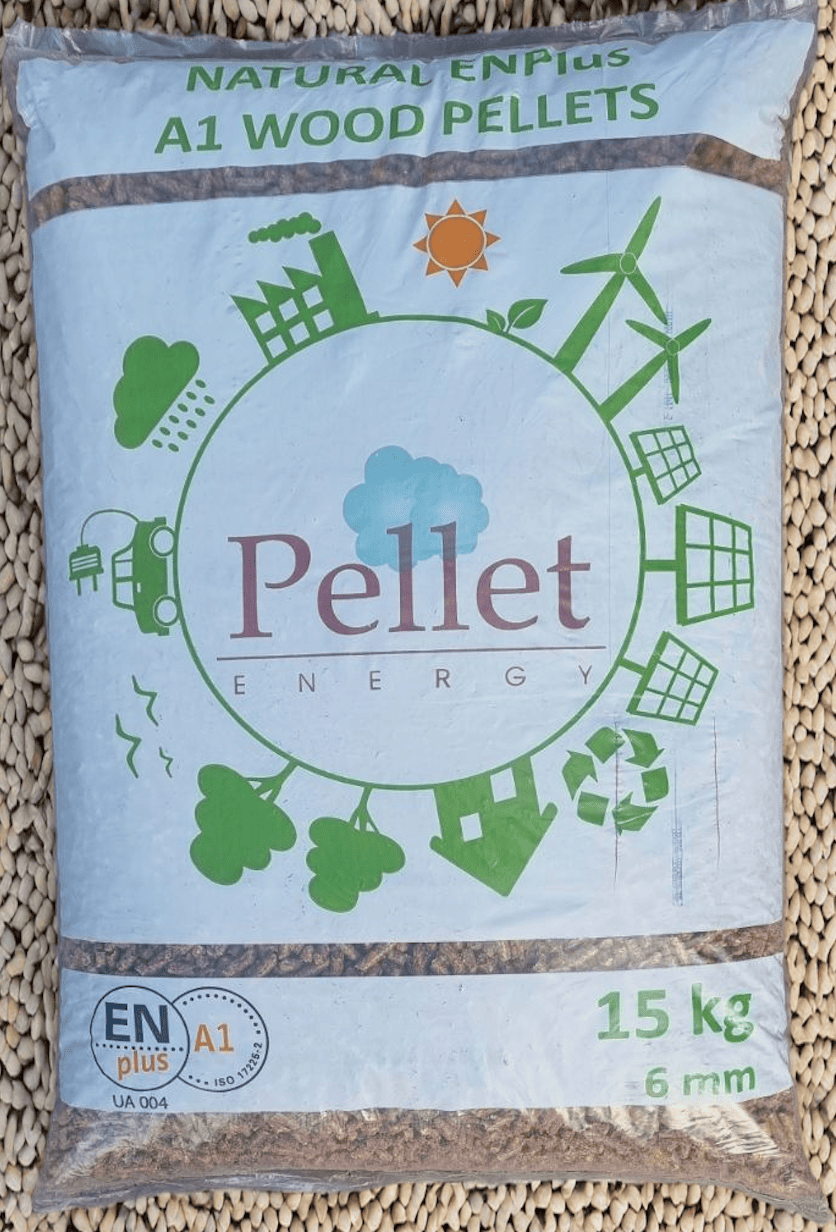 NATURAL ENPlus
A1 WOOD PELLETS
Pellet
ENERGY
EN
plus
A1
ISO 17225-2
UA 004
15 kg
6 mm